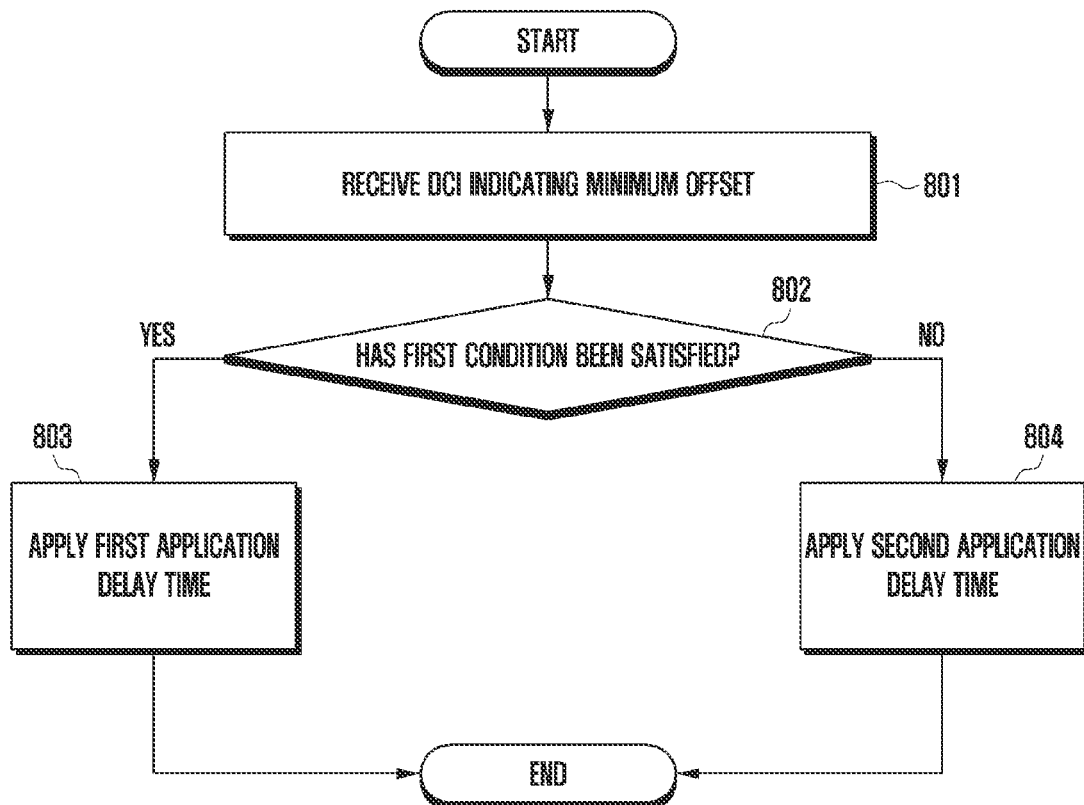 START
RECEIVE DCI INDICATING MINIMUM OFFSET
801
802
YES
HAS FIRST CONDITION BEEN SATISFIED?
NO
803
804
APPLY FIRST APPLICATION
DELAY TIME
APPLY SECOND APPLICATION
DELAY TIME
END